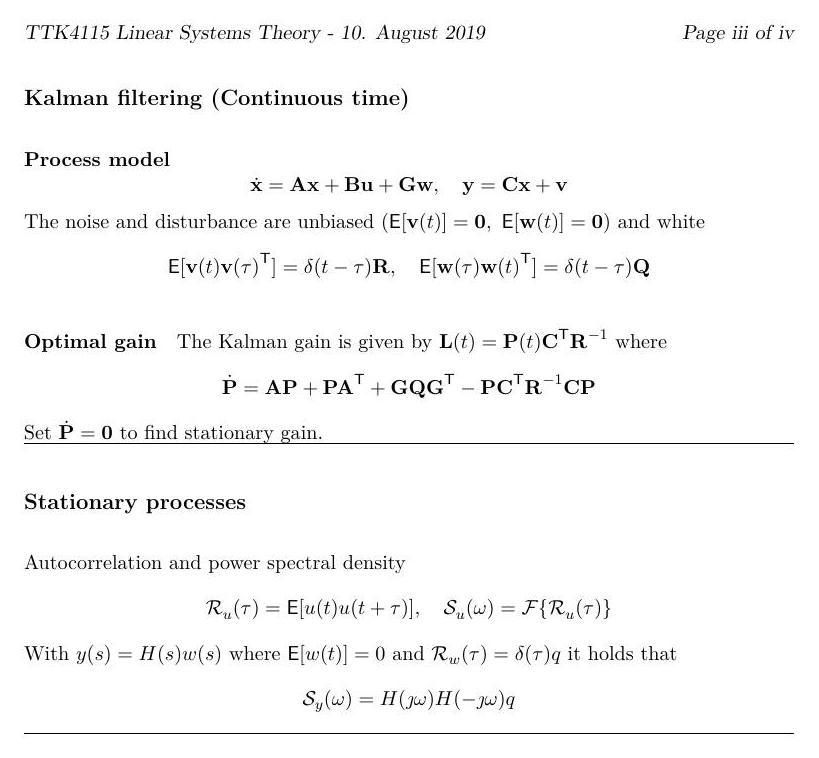 TTK4115 Linear Systems Theory - 10. August 2019 Page iii of iv
Kalman filtering (Continuous time)
Process model
ẋ = Ax + Bu + Gw, y = Cx + v
The noise and disturbance are unbiased (E[v(t)] = 0, E[w(t)] = 0) and white
E[v(t)v(τ)ᵀ] = δ(t − τ)R, E[w(τ)w(t)ᵀ] = δ(t − τ)Q
Optimal gain The Kalman gain is given by L(t) = P(t)CᵀR⁻¹ where
Ṗ = AP + PAᵀ + GQGᵀ − PCᵀR⁻¹CP
Set Ṗ = 0 to find stationary gain.
Stationary processes
Autocorrelation and power spectral density
ℛᵤ(τ) = E[u(t)u(t + τ)], 𝒮ᵤ(ω) = ℱ{ℛᵤ(τ)}
With y(s) = H(s)w(s) where E[w(t)] = 0 and ℛ_w(τ) = δ(τ)q it holds that
𝒮_y(ω) = H(ȷω)H(−ȷω)q